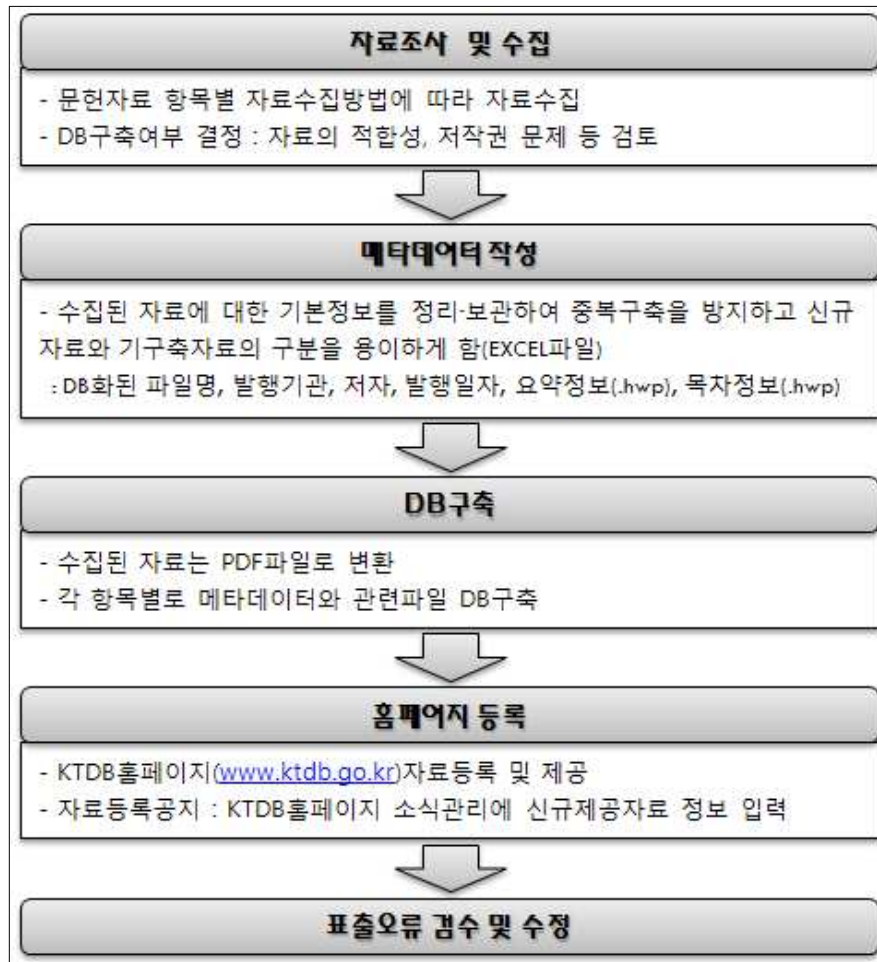 자료조사 및 수집
- 문헌자료 항목별 자료수집방법에 따라 자료수집
- DB구축여부 결정 : 자료의 적합성, 저작권 문제 등 검토
메타데이터 작성
- 수집된 자료에 대한 기본정보를 정리·보관하여 중복구축을 방지하고 신규
자료와 기구축자료의 구분을 용이하게 함(EXCEL파일)
: DB화된 파일명, 발행기관, 저자, 발행일자, 요약정보(.hwp), 목차정보(.hwp)
DB구축
- 수집된 자료는 PDF파일로 변환
- 각 항목별로 메타데이터와 관련파일 DB구축
홈페이지 등록
- KTDB홈페이지(www.ktdb.go.kr)자료등록 및 제공
- 자료등록공지 : KTDB홈페이지 소식관리에 신규제공자료 정보 입력
표출오류 검수 및 수정